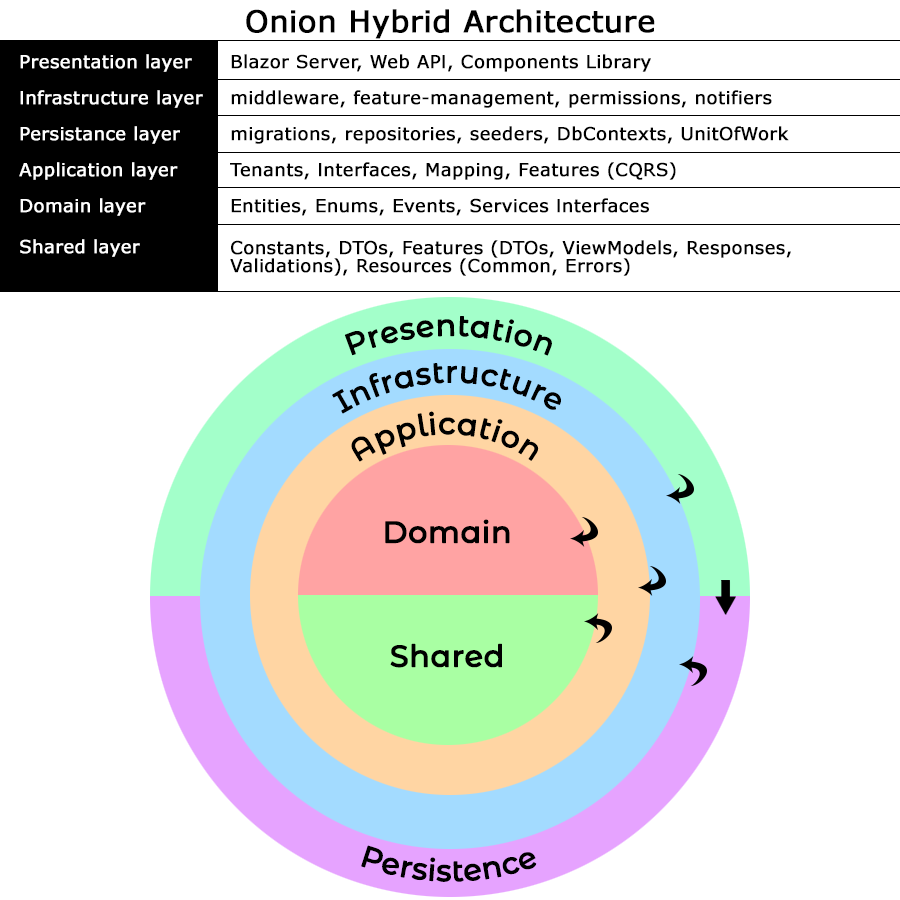 Onion Hybrid Architecture
Presentation layer
Blazor Server, Web API, Components Library
Infrastructure layer
middleware, feature-management, permissions, notifiers
Persistance layer
migrations, repositories, seeders, DbContexts, UnitOfWork
Application layer
Tenants, Interfaces, Mapping, Features (CQRS)
Domain layer
Entities, Enums, Events, Services Interfaces
Shared layer
Constants, DTOs, Features (DTOs, ViewModels, Responses,
Validations), Resources (Common, Errors)
Presentation
Infrastructure
Application
Domain
Shared
Persistence